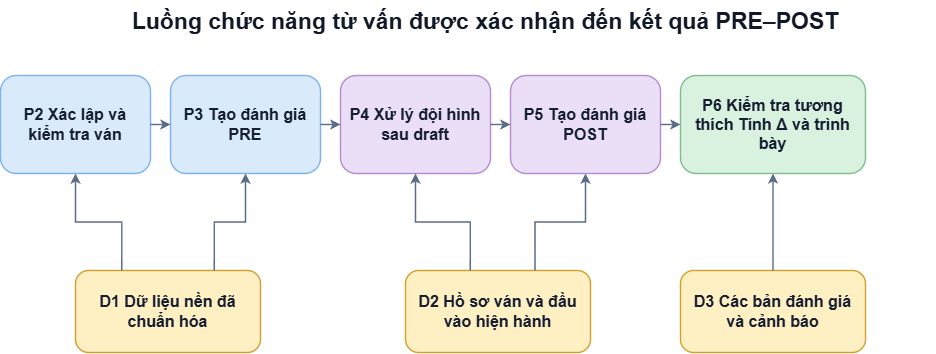 Luồng chức năng từ vấn được xác nhận đến kết quả PRE–POST
P2 Xác lập và
kiểm tra ván
P3 Tạo đánh giá
PRE
P4 Xử lý đội hình
sau draft
P5 Tạo đánh giá
POST
P6 Kiểm tra tương
thích Tính Δ và trình
bày
D1 Dữ liệu nền đã
chuẩn hóa
D2 Hồ sơ ván và đầu
vào hiện hành
D3 Các bản đánh giá
và cảnh báo